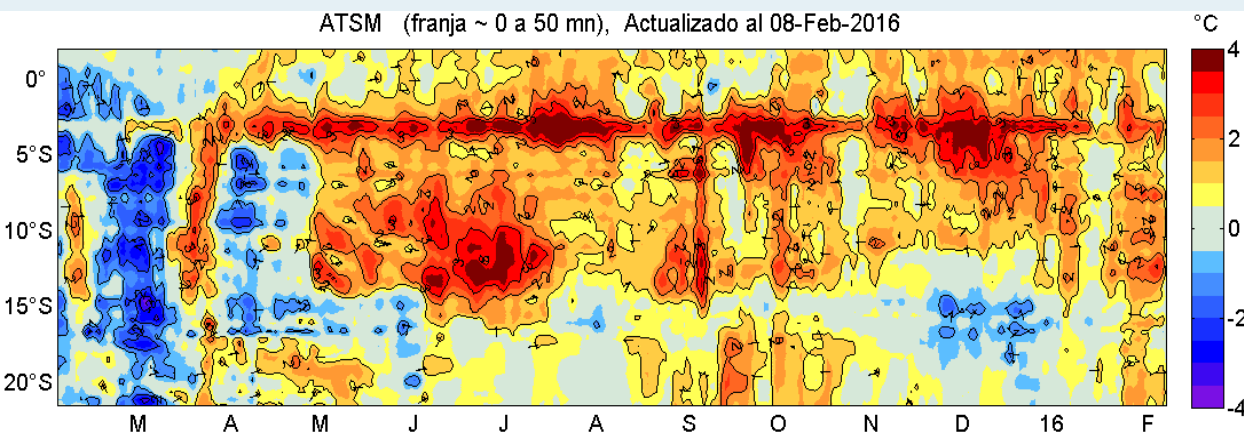 ATSM (franja ~ 0 a 50 mn), Actualizado al 08-Feb-2016
°C
4
2
0
-2
-4
0°
5°S
10°S
15°S
20°S
M A M J J A S O N D 16 F